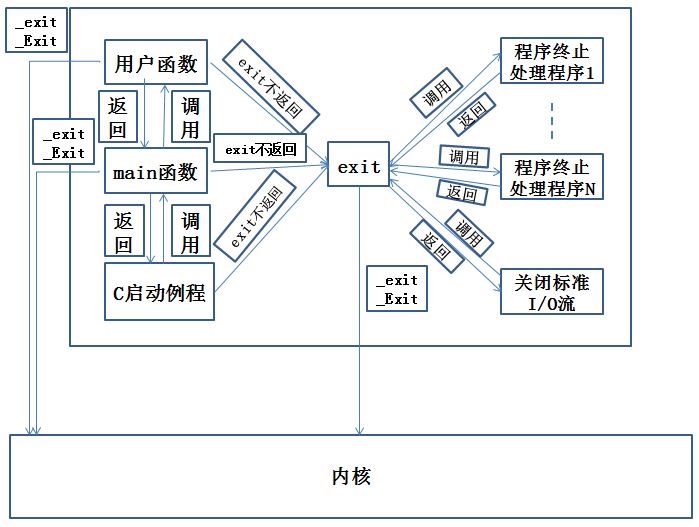 _exit
_Exit
用户函数
exit不返回
程序终止
处理程序1
调用
返回
返回
调用
_exit
_Exit
exit不返回
main函数
exit
调用
返回
程序终止
处理程序N
返回
调用
exit不返回
调用
返回
C启动例程
_exit
_Exit
关闭标准
I/O流
内核